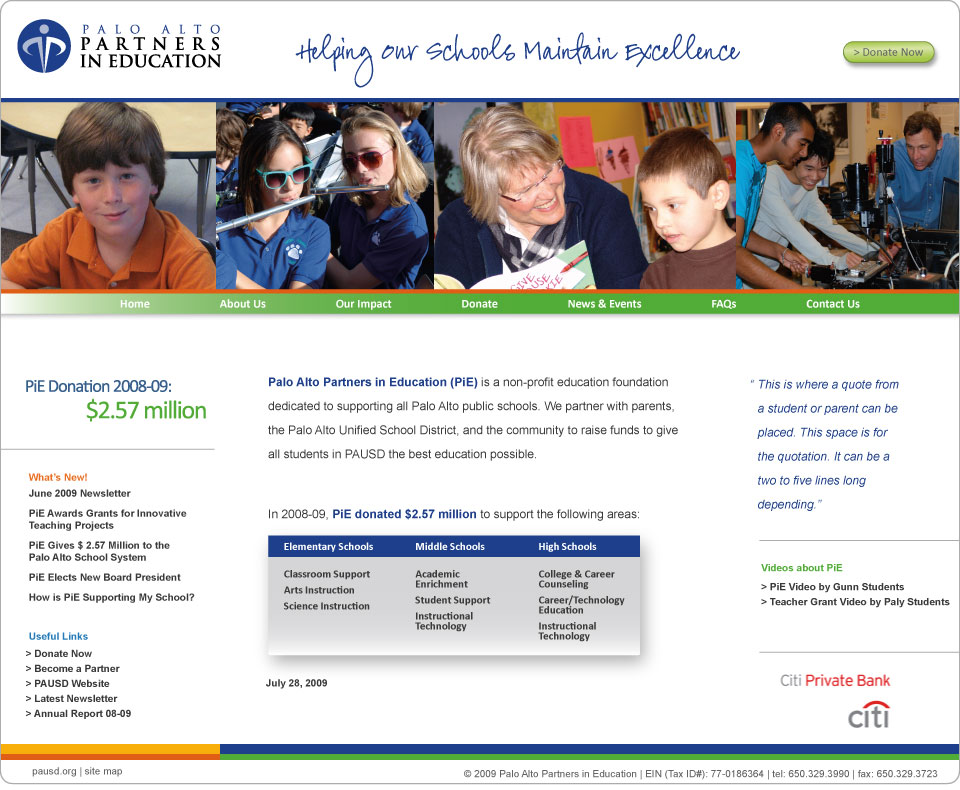 PALO ALTO
PARTNERS
IN EDUCATION
Helping Our Schools Maintain Excellence
> Donate Now
Home
About Us
Our Impact
Donate
News & Events
FAQs
Contact Us
PiE Donation 2008-09:
$2.57 million
What's New!
June 2009 Newsletter
PiE Awards Grants for Innovative
Teaching Projects
PiE Gives $ 2.57 Million to the
Palo Alto School System
PiE Elects New Board President
How is PiE Supporting My School?
Useful Links
> Donate Now
> Become a Partner
> PAUSD Website
> Latest Newsletter
> Annual Report 08-09
Palo Alto Partners in Education (PiE) is a non-profit education foundation
dedicated to supporting all Palo Alto public schools. We partner with parents,
the Palo Alto Unified School District, and the community to raise funds to give
all students in PAUSD the best education possible.
In 2008-09, PiE donated $2.57 million to support the following areas:
Elementary Schools
Classroom Support
Arts Instruction
Science Instruction
Middle Schools
Academic
Enrichment
Student Support
Instructional
Technology
High Schools
College & Career
Counseling
Career/Technology
Education
Instructional
Technology
July 28, 2009
“ This is where a quote from
a student or parent can be
placed. This space is for
the quotation. It can be a
two to five lines long
depending.”
Videos about PiE
> PiE Video by Gunn Students
> Teacher Grant Video by Paly Students
Citi Private Bank
citi
pausd.org | site map
© 2009 Palo Alto Partners in Education | EIN (Tax ID#): 77-0186364 | tel: 650.329.3990 | fax: 650.329.3723